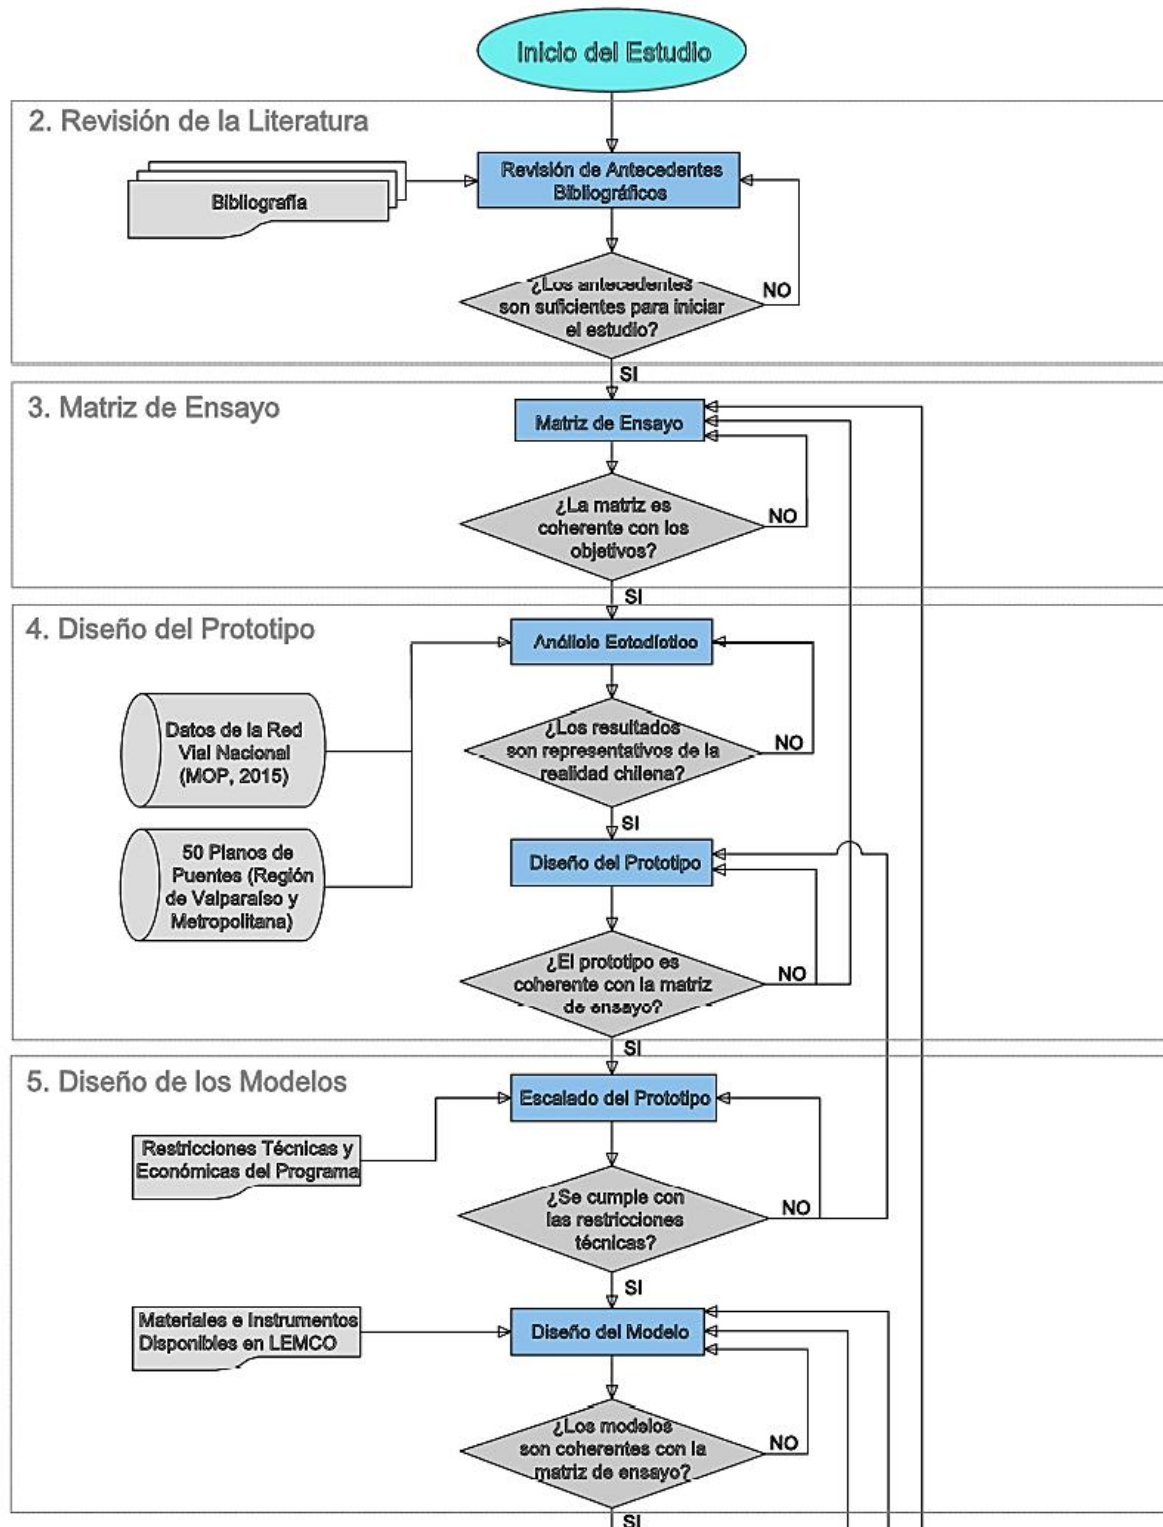 Inicio del Estudio
2. Revisión de la Literatura
Revisión de Antecedentes
Bibliográficos
Bibliografía
¿Los antecedentes
son suficientes para iniciar
el estudio?
NO
SI
3. Matriz de Ensayo
Matriz de Ensayo
¿La matriz es
coherente con los
objetivos?
NO
SI
4. Diseño del Prototipo
Análisis Estadístico
Datos de la Red
Vial Nacional
(MOP, 2015)
¿Los resultados
son representativos de la
realidad chilena?
NO
SI
50 Planos de
Puentes (Región
de Valparaíso y
Metropolitana)
Diseño del Prototipo
¿El prototipo es
coherente con la matriz
de ensayo?
NO
SI
5. Diseño de los Modelos
Escalado del Prototipo
Restricciones Técnicas y
Económicas del Programa
¿Se cumple con
las restricciones
técnicas?
NO
SI
Materiales e Instrumentos
Disponibles en LEMCO
Diseño del Modelo
¿Los modelos
son coherentes con la
matriz de ensayo?
NO
SI